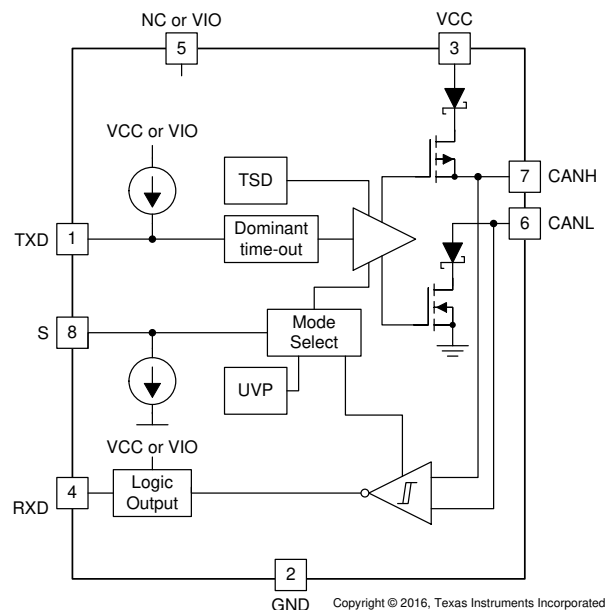 NC or VIO
VCC
5
3
VCC or VIO
TSD
7
CANH
TXD
1
Dominant
time-out
6
CANL
S
8
Mode
Select
UVP
VCC or VIO
RXD
4
Logic
Output
2
GND
Copyright © 2016, Texas Instruments Incorporated